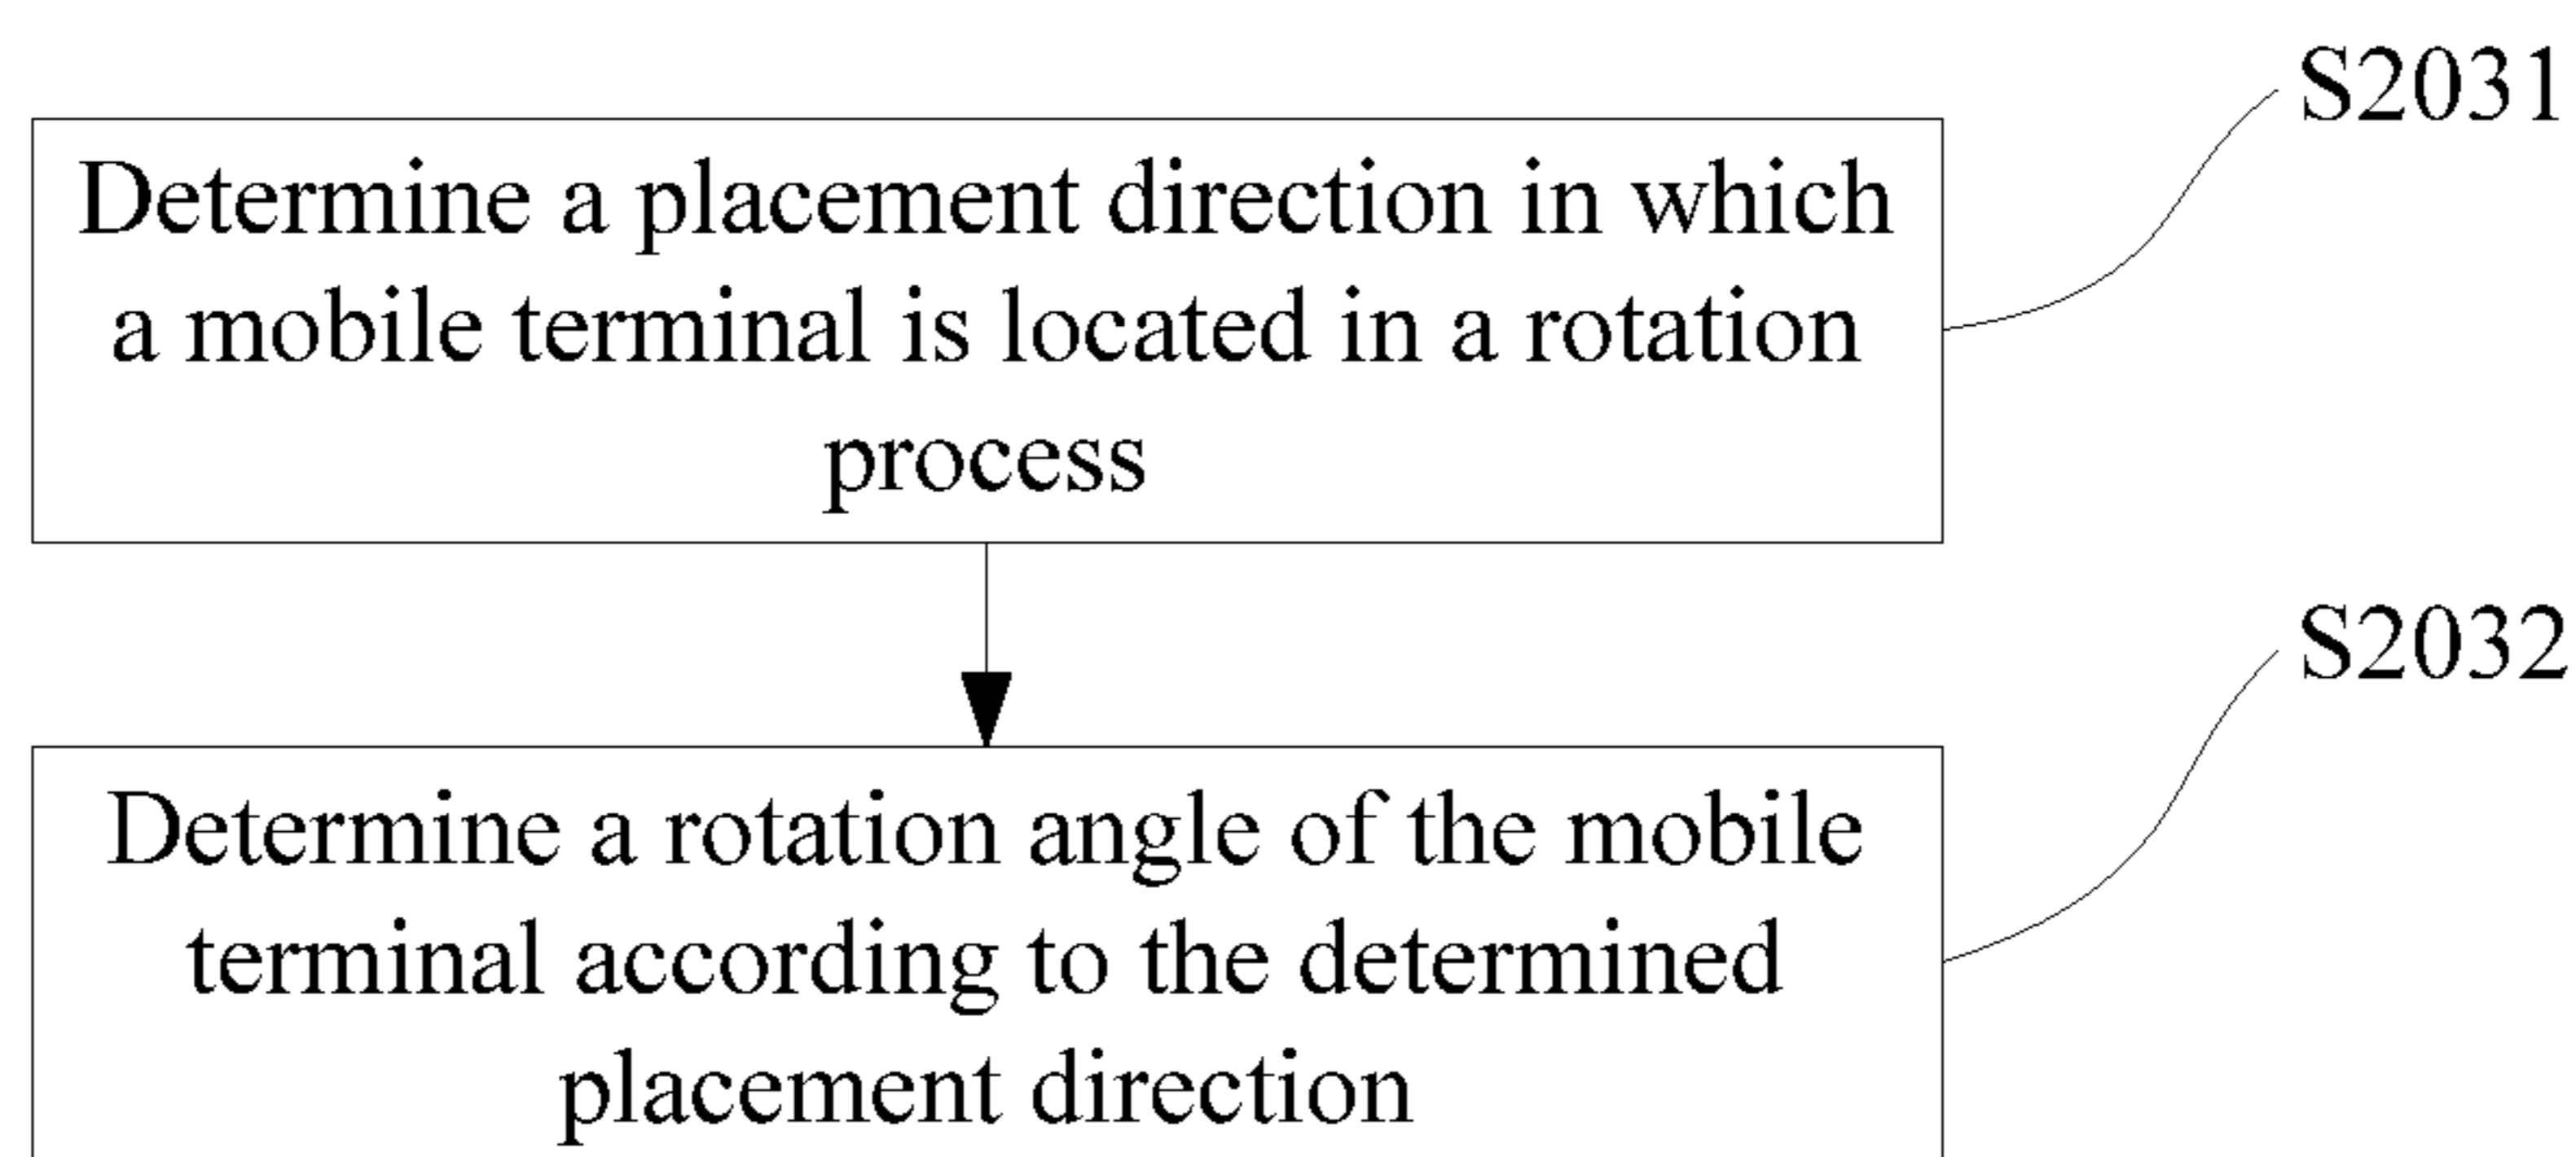 S2031
Determine a placement direction in which
a mobile terminal is located in a rotation
process
S2032
Determine a rotation angle of the mobile
terminal according to the determined
placement direction